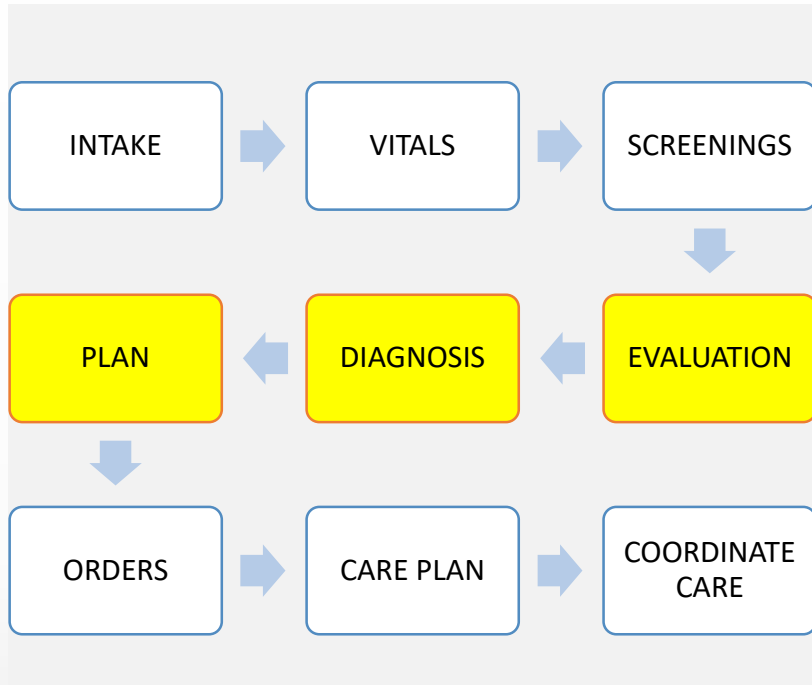 INTAKE
VITALS
SCREENINGS
PLAN
DIAGNOSIS
EVALUATION
ORDERS
CARE PLAN
COORDINATE
CARE